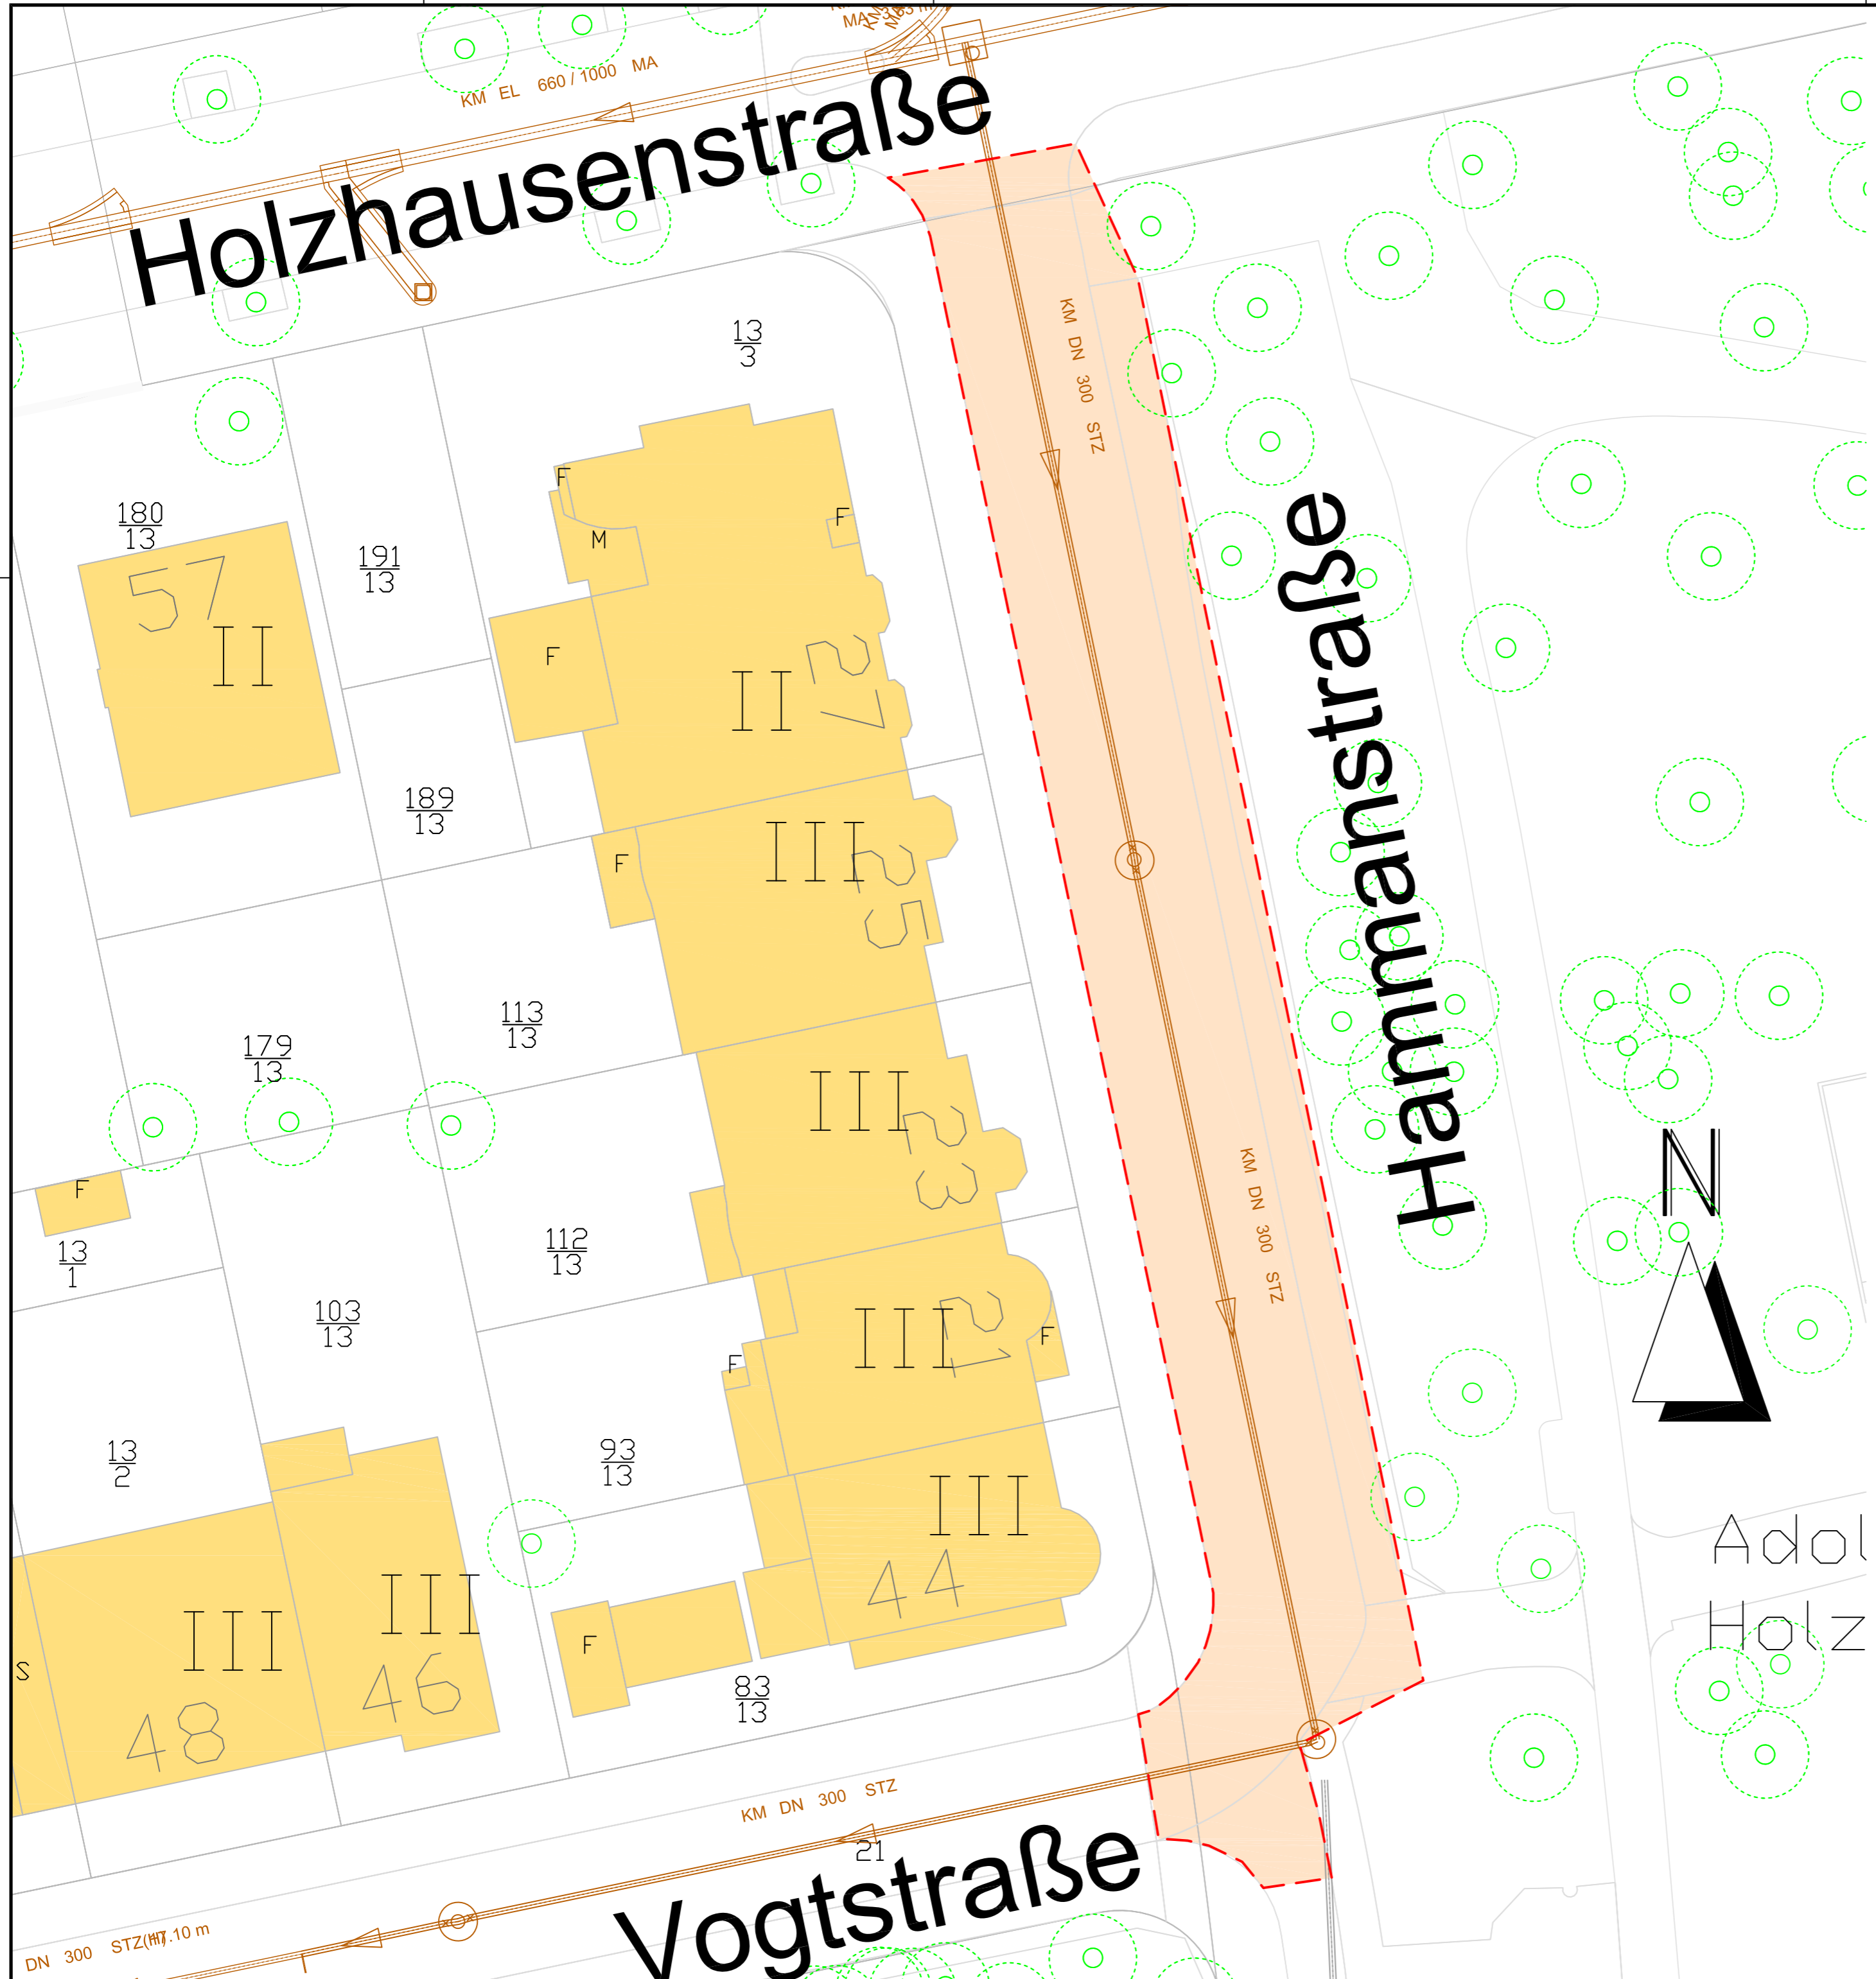 KM EL 660 / 1000 MA
Holzhausenstraße
13
3
KM DN 300 STZ
F
M
F
180
13
57
II
191
13
F
II
27
Hammanstraße
189
13
F
III
25
113
13
179
13
III
23
F
13
1
112
13
KM DN 300 STZ
N
103
13
III
21
F
F
13
2
93
13
III
44
Adol
Holz
III
46
III
48
S
F
83
13
KM DN 300 STZ
21
Vogtstraße
DN 300 STZ